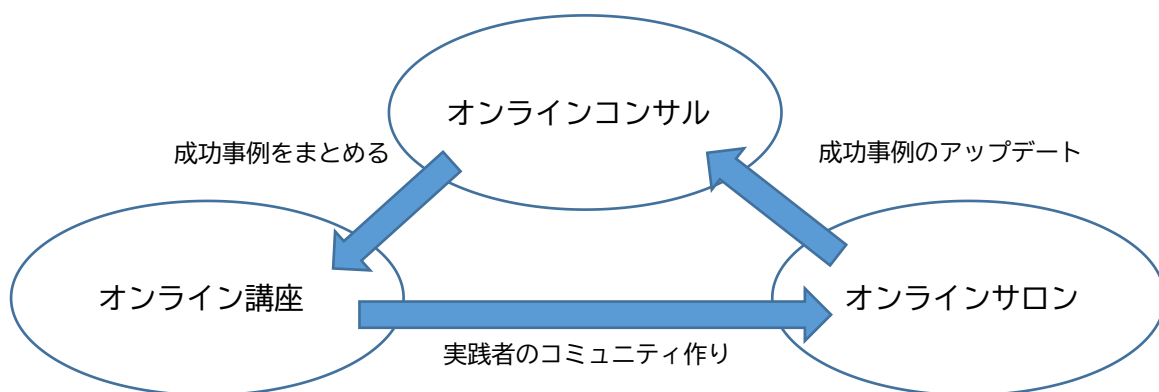 オンラインコンサル
成功事例をまとめる
成功事例のアップデート
オンライン講座
オンラインサロン
実践者のコミュニティ作り